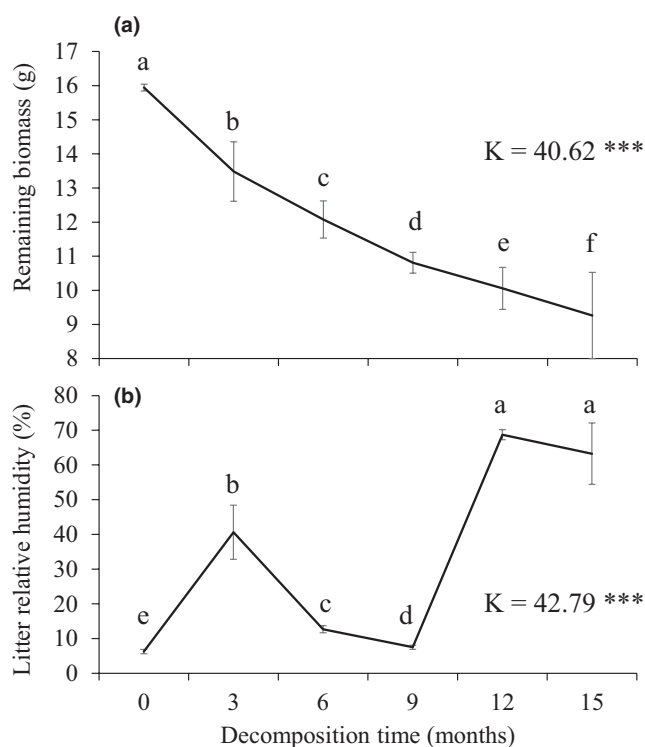 (a)
17
16
15
14
13
12
11
10
9
8
Remaining biomass (g)
a
b
c
d
e
f
K = 40.62 ***
(b)
80
70
60
50
40
30
20
10
0
Litter relative humidity (%)
e
b
c
d
a
a
K = 42.79 ***
0 3 6 9 12 15
Decomposition time (months)